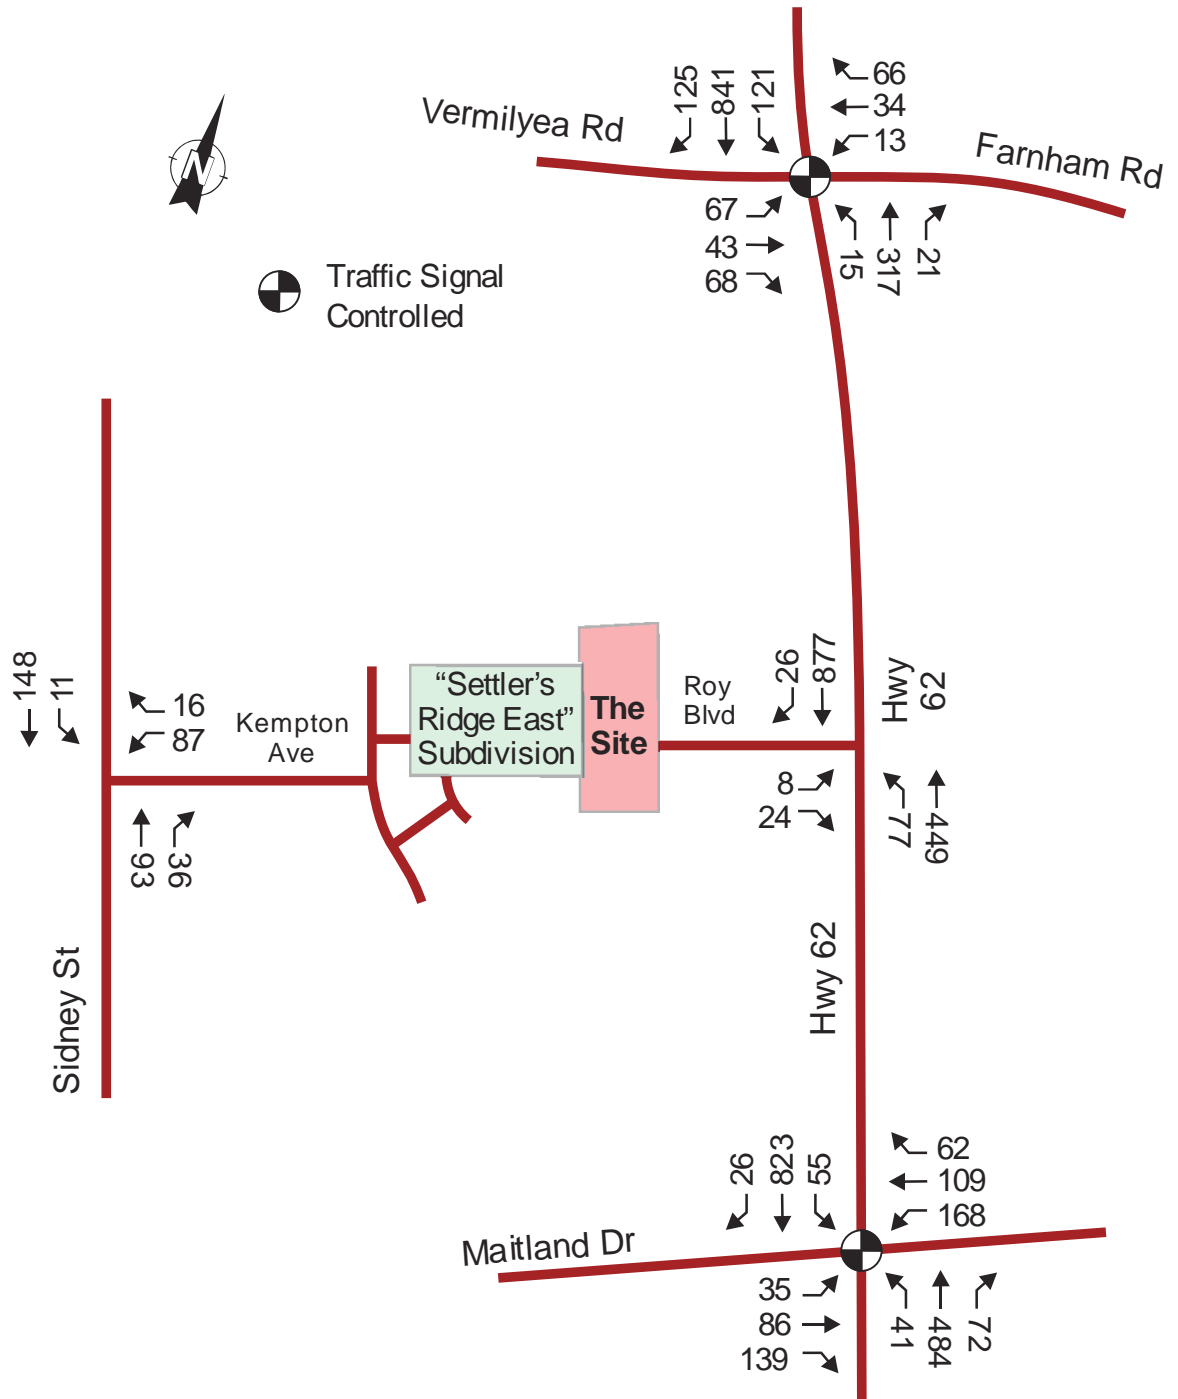 125
841
121
66
34
13
Vermilyea Rd
Farnham Rd
N
67
43
68
15
317
21
Traffic Signal
Controlled
148
11
16
87
Kempton
Ave
"Settler's
Ridge East"
Subdivision
The
Site
Roy
Blvd
26
877
Hwy
62
8
24
77
449
93
36
Sidney St
Hwy 62
26
823
55
62
109
168
Maitland Dr
35
86
139
41
484
72